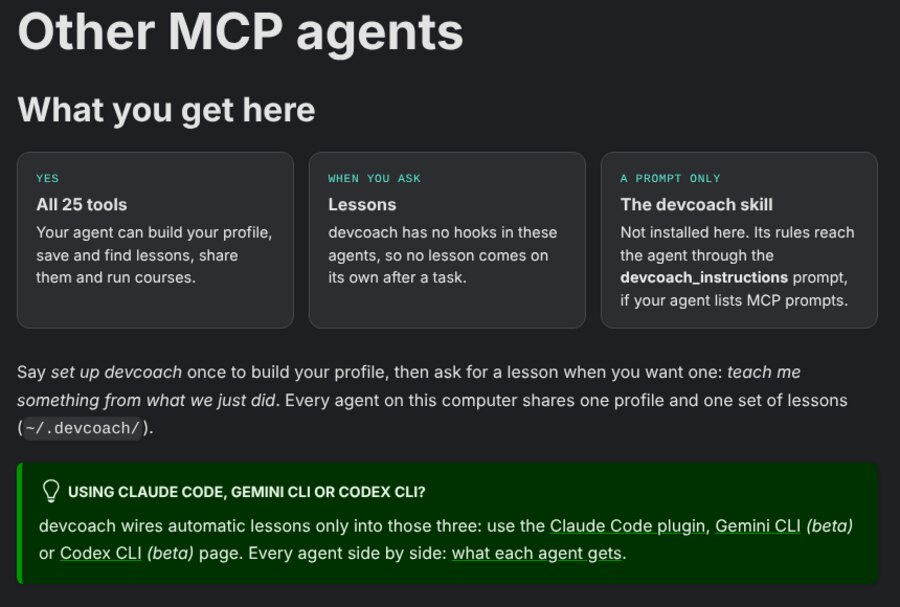 Other MCP agents
What you get here
YES
All 25 tools
Your agent can build your profile,
save and find lessons, share
them and run courses.
WHEN YOU ASK
Lessons
devcoach has no hooks in these
agents, so no lesson comes on
its own after a task.
A PROMPT ONLY
The devcoach skill
Not installed here. Its rules reach
the agent through the
devcoach_instructions prompt,
if your agent lists MCP prompts.
Say set up devcoach once to build your profile, then ask for a lesson when you want one: teach me
something from what we just did. Every agent on this computer shares one profile and one set of lessons
(~/.devcoach/).
USING CLAUDE CODE, GEMINI CLI OR CODEX CLI?
devcoach wires automatic lessons only into those three: use the Claude Code plugin, Gemini CLI (beta)
or Codex CLI (beta) page. Every agent side by side: what each agent gets.